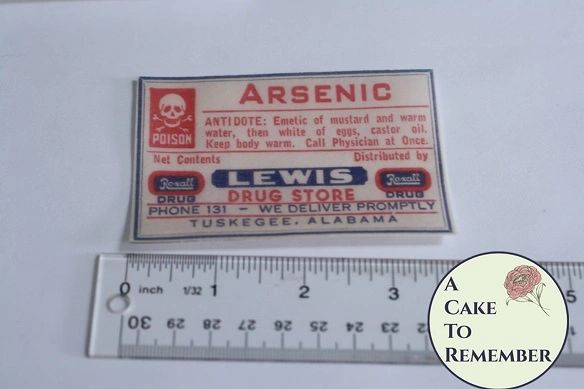 ARSENIC
POISON
ANTIDOTE: Emetic of mustard and warm
water, then white of eggs, castor oil.
Keep body warm. Call Physician at Once.
Net Contents Distributed by
Rexall LEWIS Rexall
DRUG DRUG STORE DRUG
PHONE 131 - WE DELIVER PROMPTLY
TUSKEGEE, ALABAMA
0 inch 1/32 1 2 3 5
30 29 28 27 26 25 24 23 22
A
CAKE
TO
REMEMBER